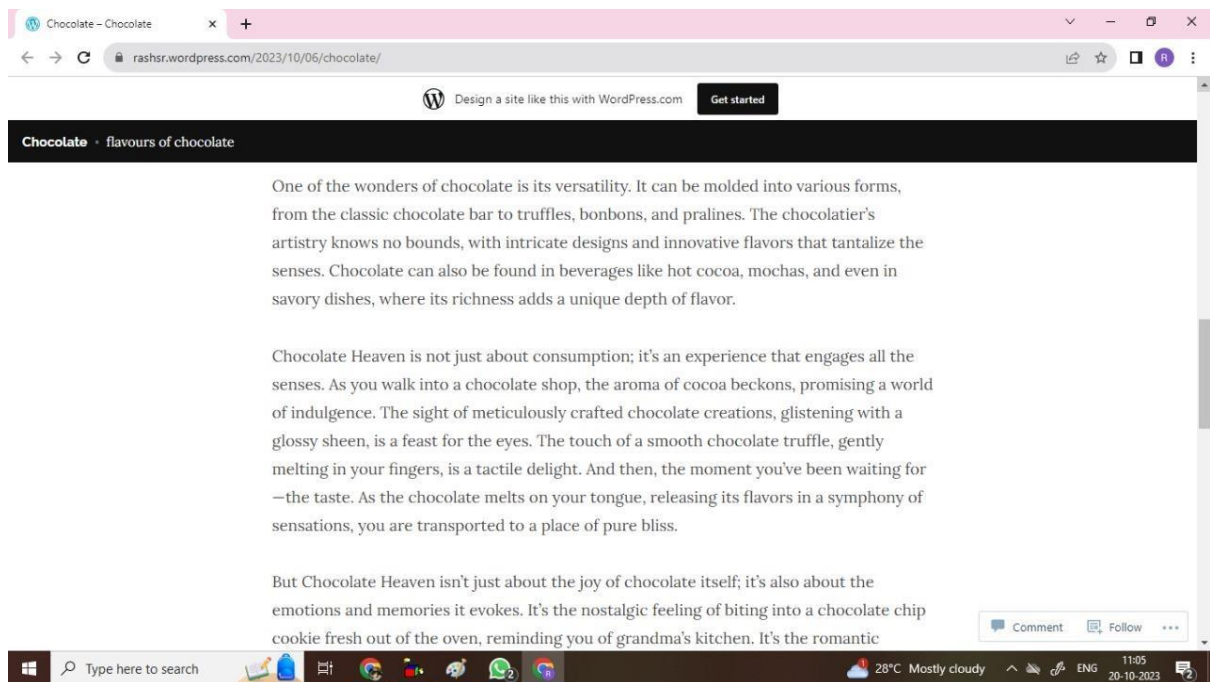 Chocolate – Chocolate
rashsr.wordpress.com/2023/10/06/chocolate/
R
Design a site like this with WordPress.com Get started
Chocolate • flavours of chocolate
One of the wonders of chocolate is its versatility. It can be molded into various forms,
from the classic chocolate bar to truffles, bonbons, and pralines. The chocolatier’s
artistry knows no bounds, with intricate designs and innovative flavors that tantalize the
senses. Chocolate can also be found in beverages like hot cocoa, mochas, and even in
savory dishes, where its richness adds a unique depth of flavor.
Chocolate Heaven is not just about consumption; it’s an experience that engages all the
senses. As you walk into a chocolate shop, the aroma of cocoa beckons, promising a world
of indulgence. The sight of meticulously crafted chocolate creations, glistening with a
glossy sheen, is a feast for the eyes. The touch of a smooth chocolate truffle, gently
melting in your fingers, is a tactile delight. And then, the moment you’ve been waiting for
—the taste. As the chocolate melts on your tongue, releasing its flavors in a symphony of
sensations, you are transported to a place of pure bliss.
But Chocolate Heaven isn’t just about the joy of chocolate itself; it’s also about the
emotions and memories it evokes. It’s the nostalgic feeling of biting into a chocolate chip
cookie fresh out of the oven, reminding you of grandma’s kitchen. It’s the romantic
Comment Follow
Type here to search
28°C Mostly cloudy ENG
11:05
20-10-2023
2